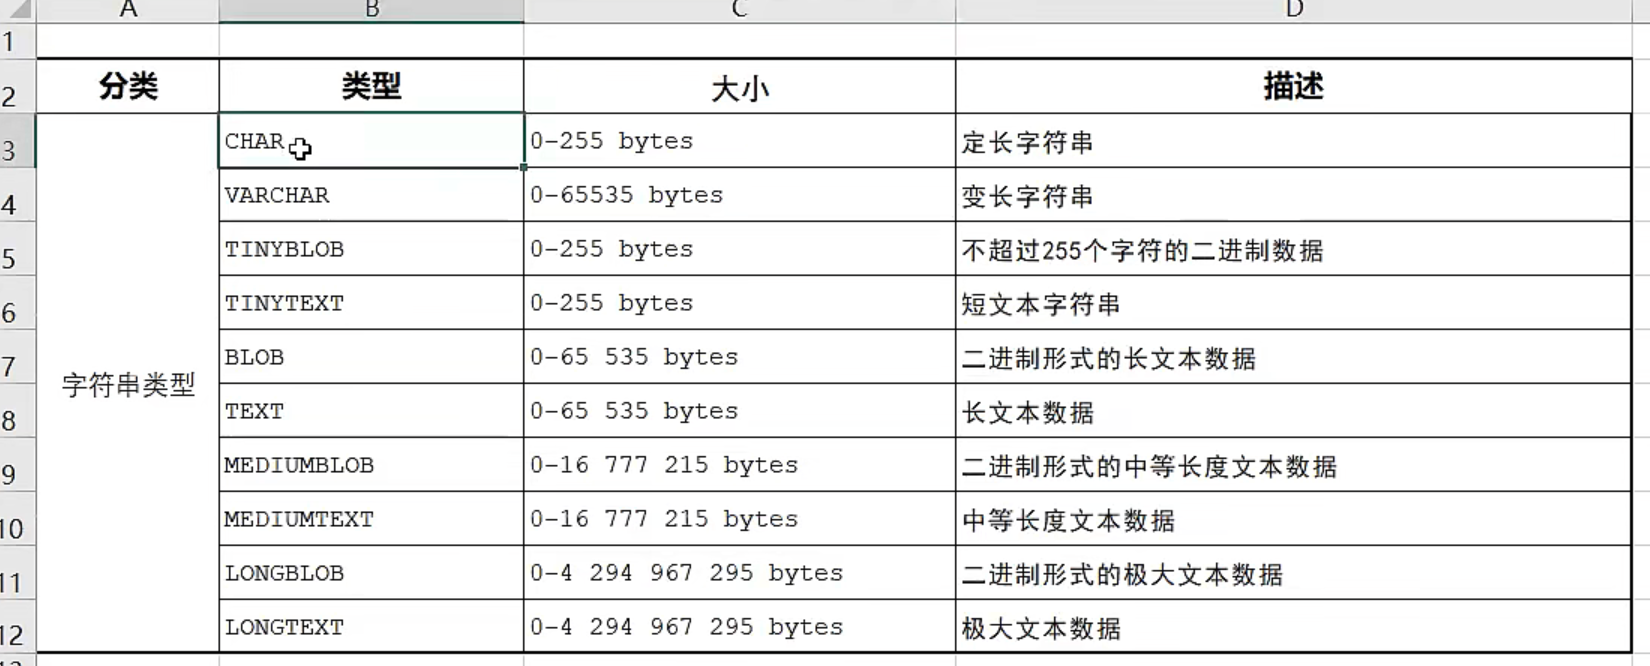 A B C D
1
2 分类 类型 大小 描述
3 CHAR 0-255 bytes 定长字符串
4 VARCHAR 0-65535 bytes 变长字符串
5 TINYBLOB 0-255 bytes 不超过255个字符的二进制数据
6 TINYTEXT 0-255 bytes 短文本字符串
7 BLOB 0-65 535 bytes 二进制形式的长文本数据
字符串类型
8 TEXT 0-65 535 bytes 长文本数据
9 MEDIUMBLOB 0-16 777 215 bytes 二进制形式的中等长度文本数据
10 MEDIUMTEXT 0-16 777 215 bytes 中等长度文本数据
11 LONGBLOB 0-4 294 967 295 bytes 二进制形式的极大文本数据
12 LONGTEXT 0-4 294 967 295 bytes 极大文本数据